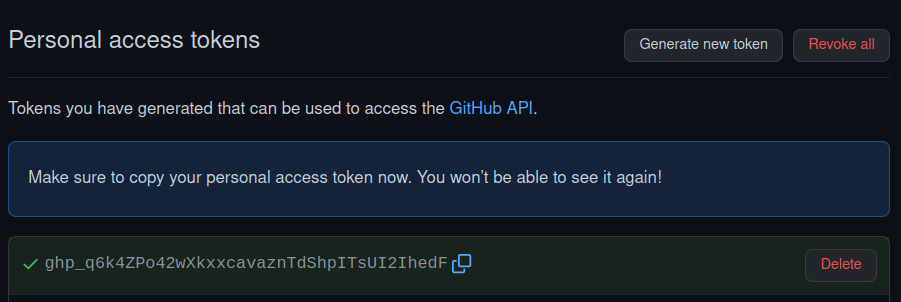 Personal access tokens
Generate new token
Revoke all
Tokens you have generated that can be used to access the GitHub API.
Make sure to copy your personal access token now. You won't be able to see it again!
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
Delete